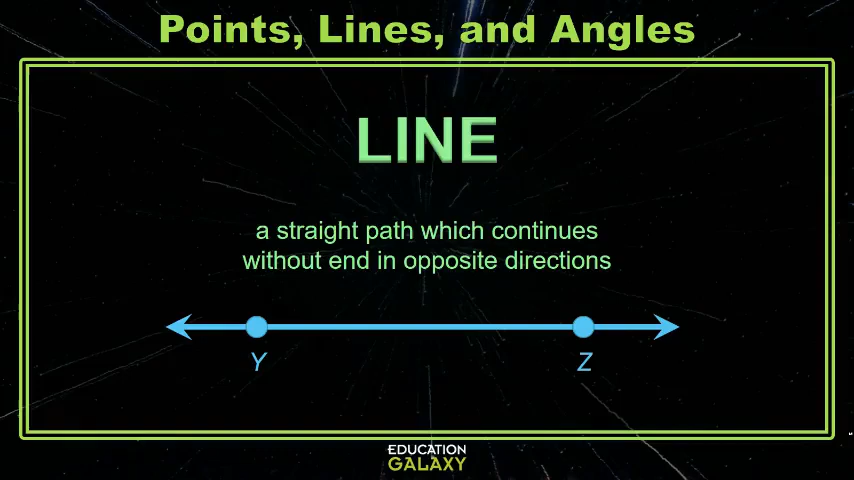 Points, Lines, and Angles
LINE
a straight path which continues
without end in opposite directions
Y Z
EDUCATION
GALAXY